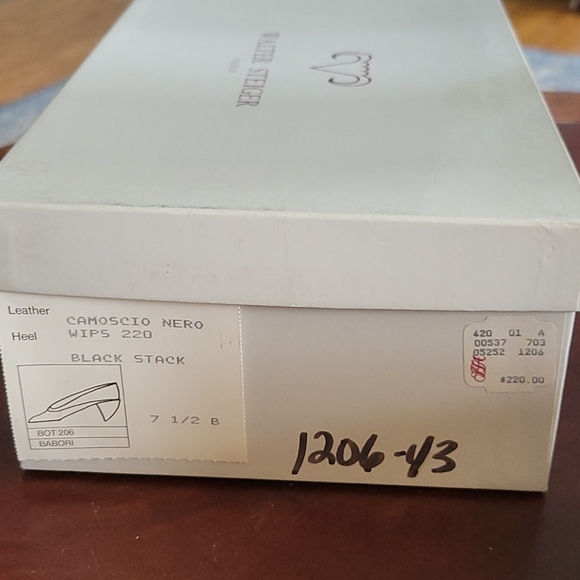 WALTER STEIGER
PARIS
Leather CAMOSCIO NERO
Heel WIPS 220
BLACK STACK
7 1/2 B
BOT 206
BABORI
420 01 A
00537 703
05252 1206
$220.00
1206-43